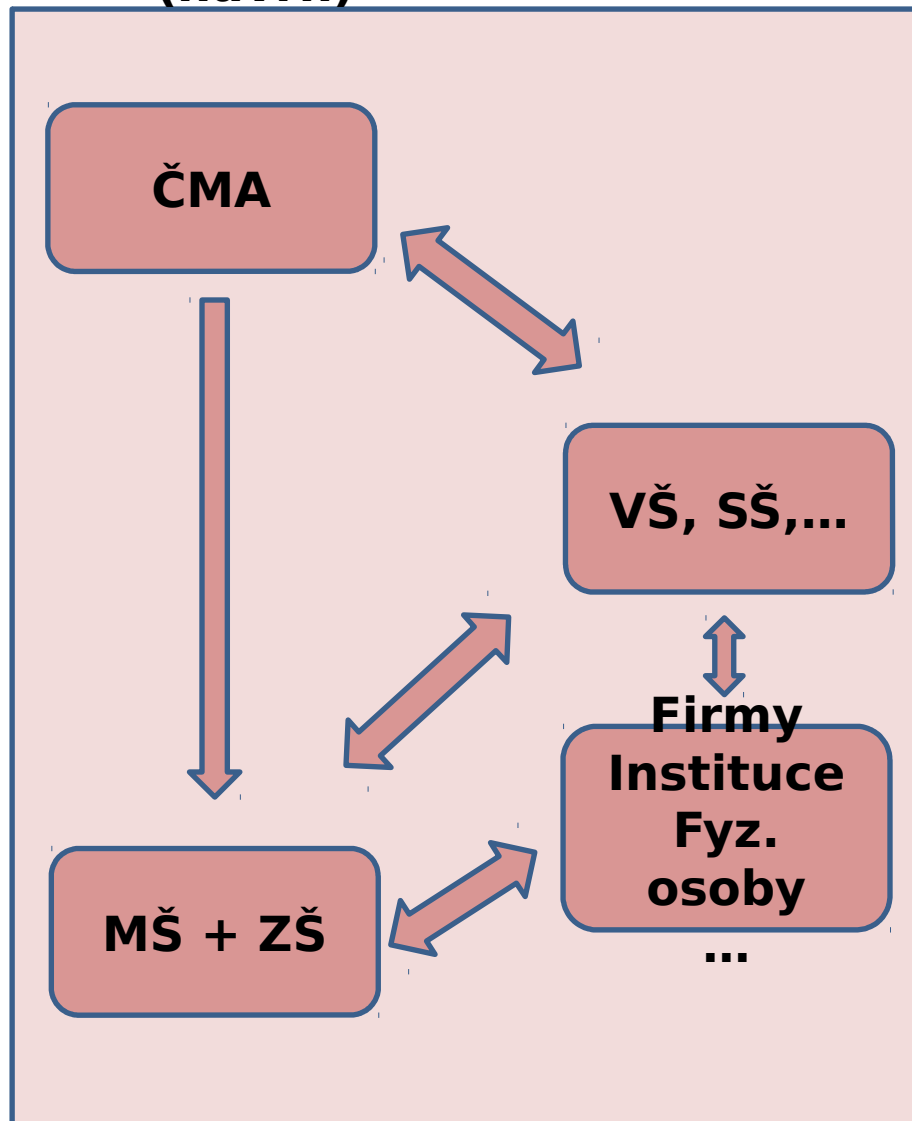 ČMA
VŠ, SŠ,…
Firmy
Instituce
Fyz.
osoby
…
MŠ + ZŠ